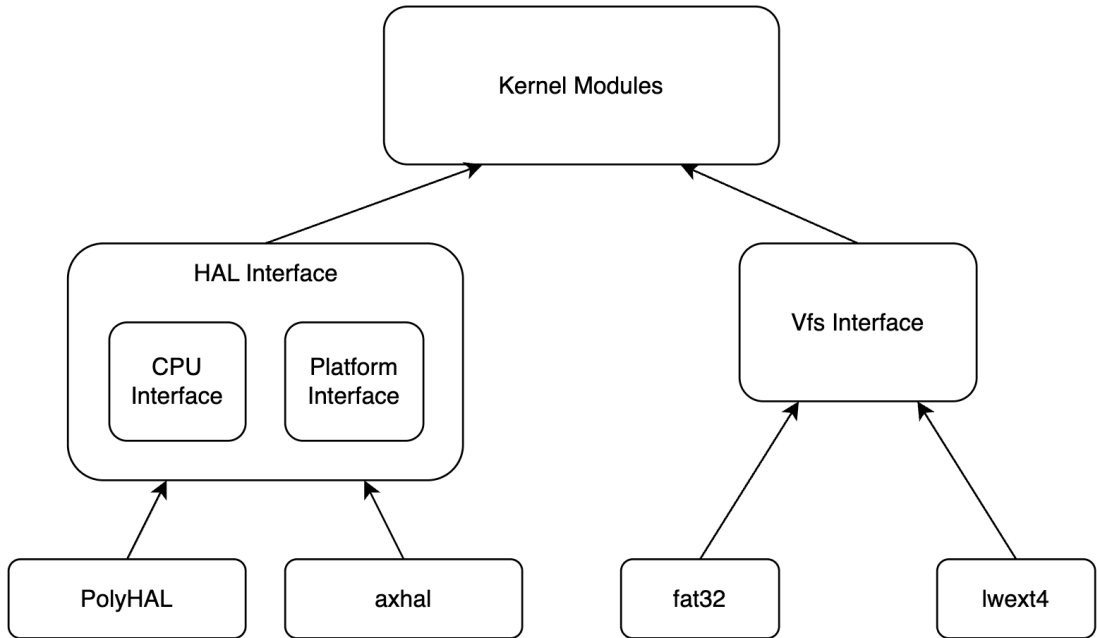 Kernel Modules
HAL Interface
CPU
Interface
Platform
Interface
Vfs Interface
PolyHAL
axhal
fat32
lwext4